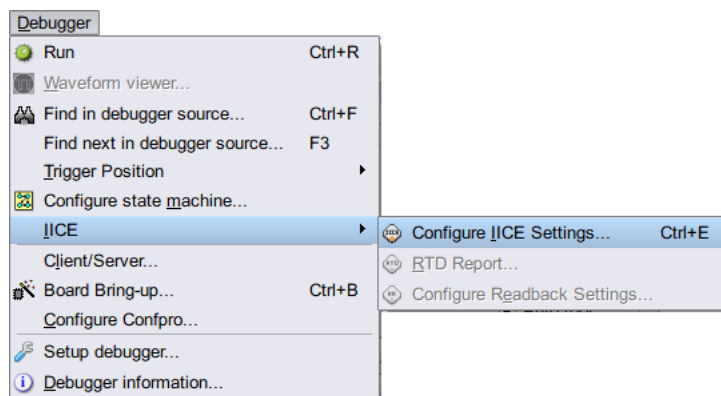 Debugger
Run Ctrl+R
Waveform viewer...
Find in debugger source... Ctrl+F
Find next in debugger source... F3
Trigger Position
Configure state machine...
IICE
Configure IICE Settings... Ctrl+E
RTD Report...
Configure Readback Settings...
Client/Server...
Board Bring-up... Ctrl+B
Configure Confpro...
Setup debugger...
Debugger information...